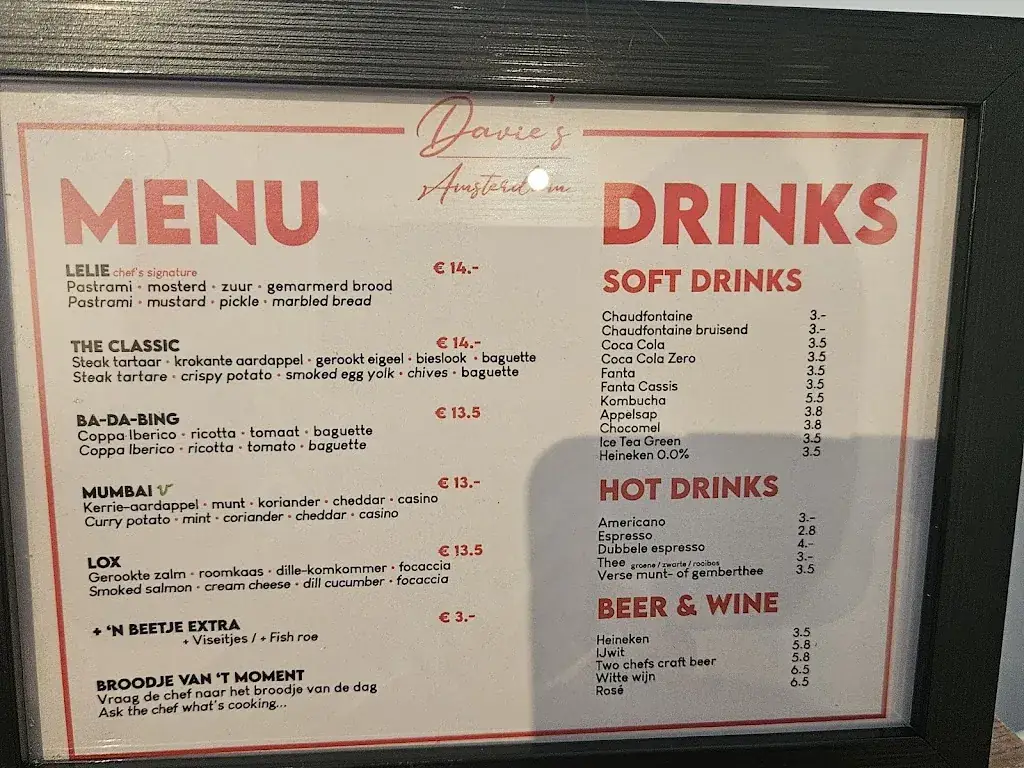 Davie's
Amsterdam
MENU
LELIE chef's signature € 14.-
Pastrami • mosterd • zuur • gemarmerd brood
Pastrami • mustard • pickle • marbled bread
THE CLASSIC € 14.-
Steak tartaar • krokante aardappel • gerookt eigeel • bieslook • baguette
Steak tartare • crispy potato • smoked egg yolk • chives • baguette
BA-DA-BING € 13.5
Coppa Iberico • ricotta • tomaat • baguette
Coppa Iberico • ricotta • tomato • baguette
MUMBAI V € 13.-
Kerrie-aardappel • munt • koriander • cheddar • casino
Curry potato • mint • coriander • cheddar • casino
LOX € 13.5
Gerookte zalm • roomkaas • dille-komkommer • focaccia
Smoked salmon • cream cheese • dill cucumber • focaccia
+ 'N BEETJE EXTRA € 3.-
+ Viseitjes / + Fish roe
BROODJE VAN 'T MOMENT
Vraag de chef naar het broodje van de dag
Ask the chef what's cooking...
DRINKS
SOFT DRINKS
Chaudfontaine 3.-
Chaudfontaine bruisend 3.-
Coca Cola 3.5
Coca Cola Zero 3.5
Fanta 3.5
Fanta Cassis 3.5
Kombucha 5.5
Appelsap 3.8
Chocomel 3.8
Ice Tea Green 3.5
Heineken 0.0% 3.5
HOT DRINKS
Americano 3.-
Espresso 2.8
Dubbele espresso 4.-
Thee groene / zwarte / rooibos 3.-
Verse munt- of gemberthee 3.5
BEER & WINE
Heineken 3.5
IJwit 5.8
Two chefs craft beer 5.8
Witte wijn 6.5
Rosé 6.5